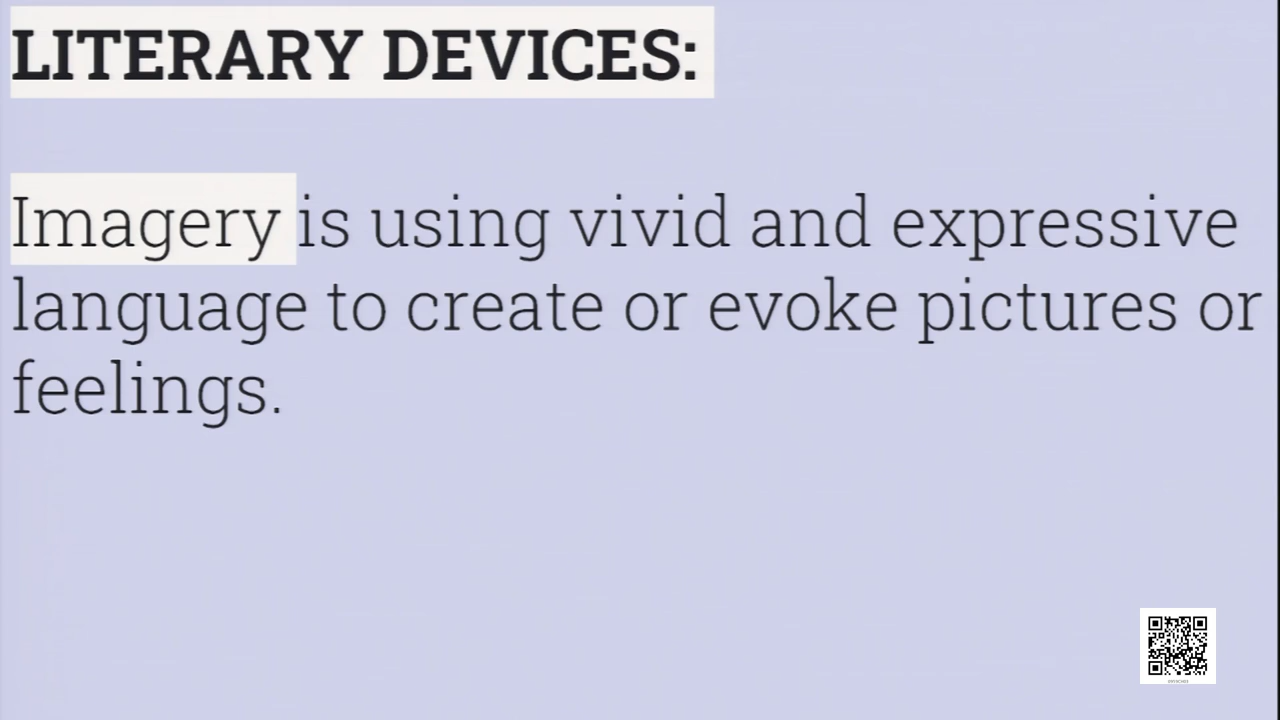 LITERARY DEVICES:
Imagery is using vivid and expressive
language to create or evoke pictures or
feelings.